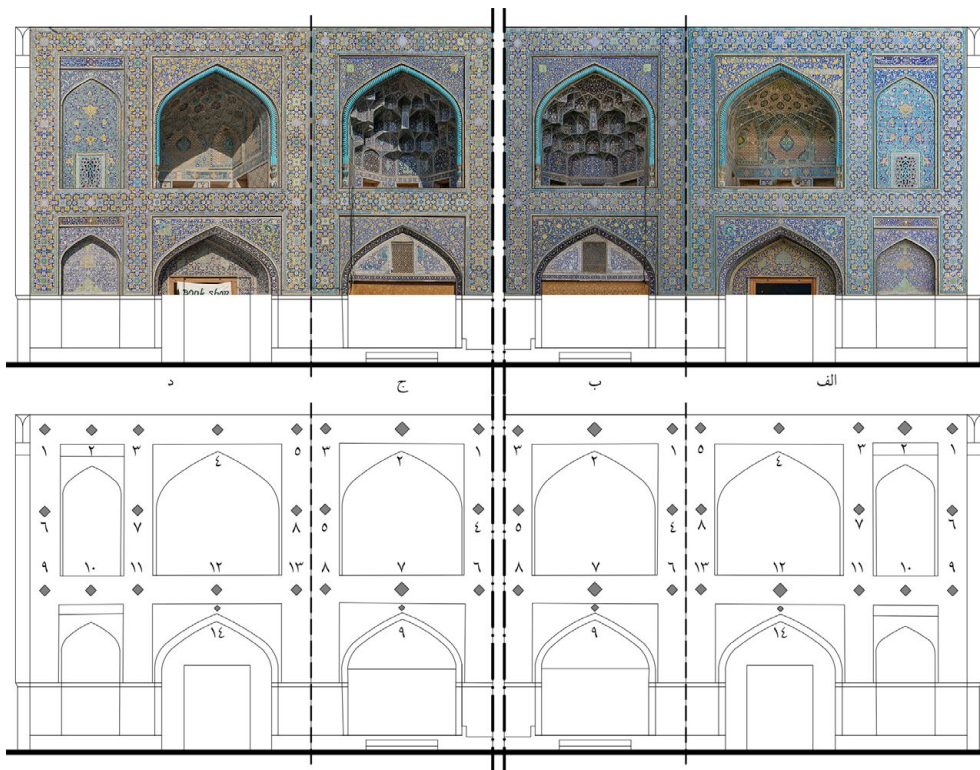 Book shop
الف ب ج د
١ ٢ ٣ ٤ ٥ ١ ٢ ٣ ١ ٢ ٣ ٥ ٤ ٣ ٢ ١
٦ ٧ ٨ ٤ ٥ ٤ ٥ ٨ ٧ ٦
٩ ١٠ ١١ ١٢ ١٣ ٦ ٧ ٨ ٦ ٧ ٨ ١٣ ١٢ ١١ ١٠ ٩
١٤ ٩ ٩ ١٤